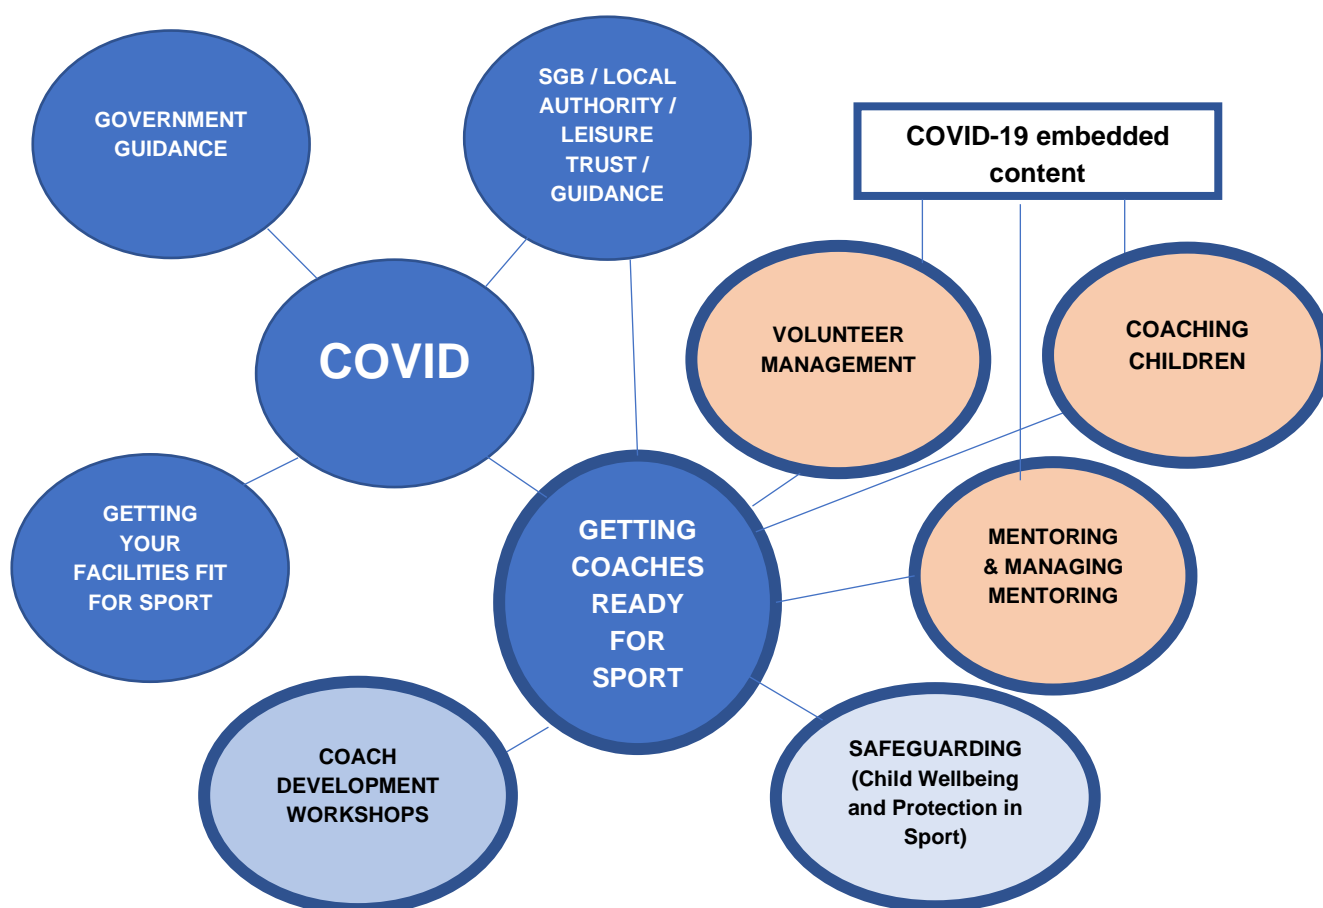 GOVERNMENT
GUIDANCE
SGB / LOCAL
AUTHORITY /
LEISURE
TRUST /
GUIDANCE
COVID-19 embedded
content
COVID
VOLUNTEER
MANAGEMENT
COACHING
CHILDREN
GETTING
YOUR
FACILITIES FIT
FOR SPORT
GETTING
COACHES
READY
FOR
SPORT
MENTORING
& MANAGING
MENTORING
COACH
DEVELOPMENT
WORKSHOPS
SAFEGUARDING
(Child Wellbeing
and Protection in
Sport)